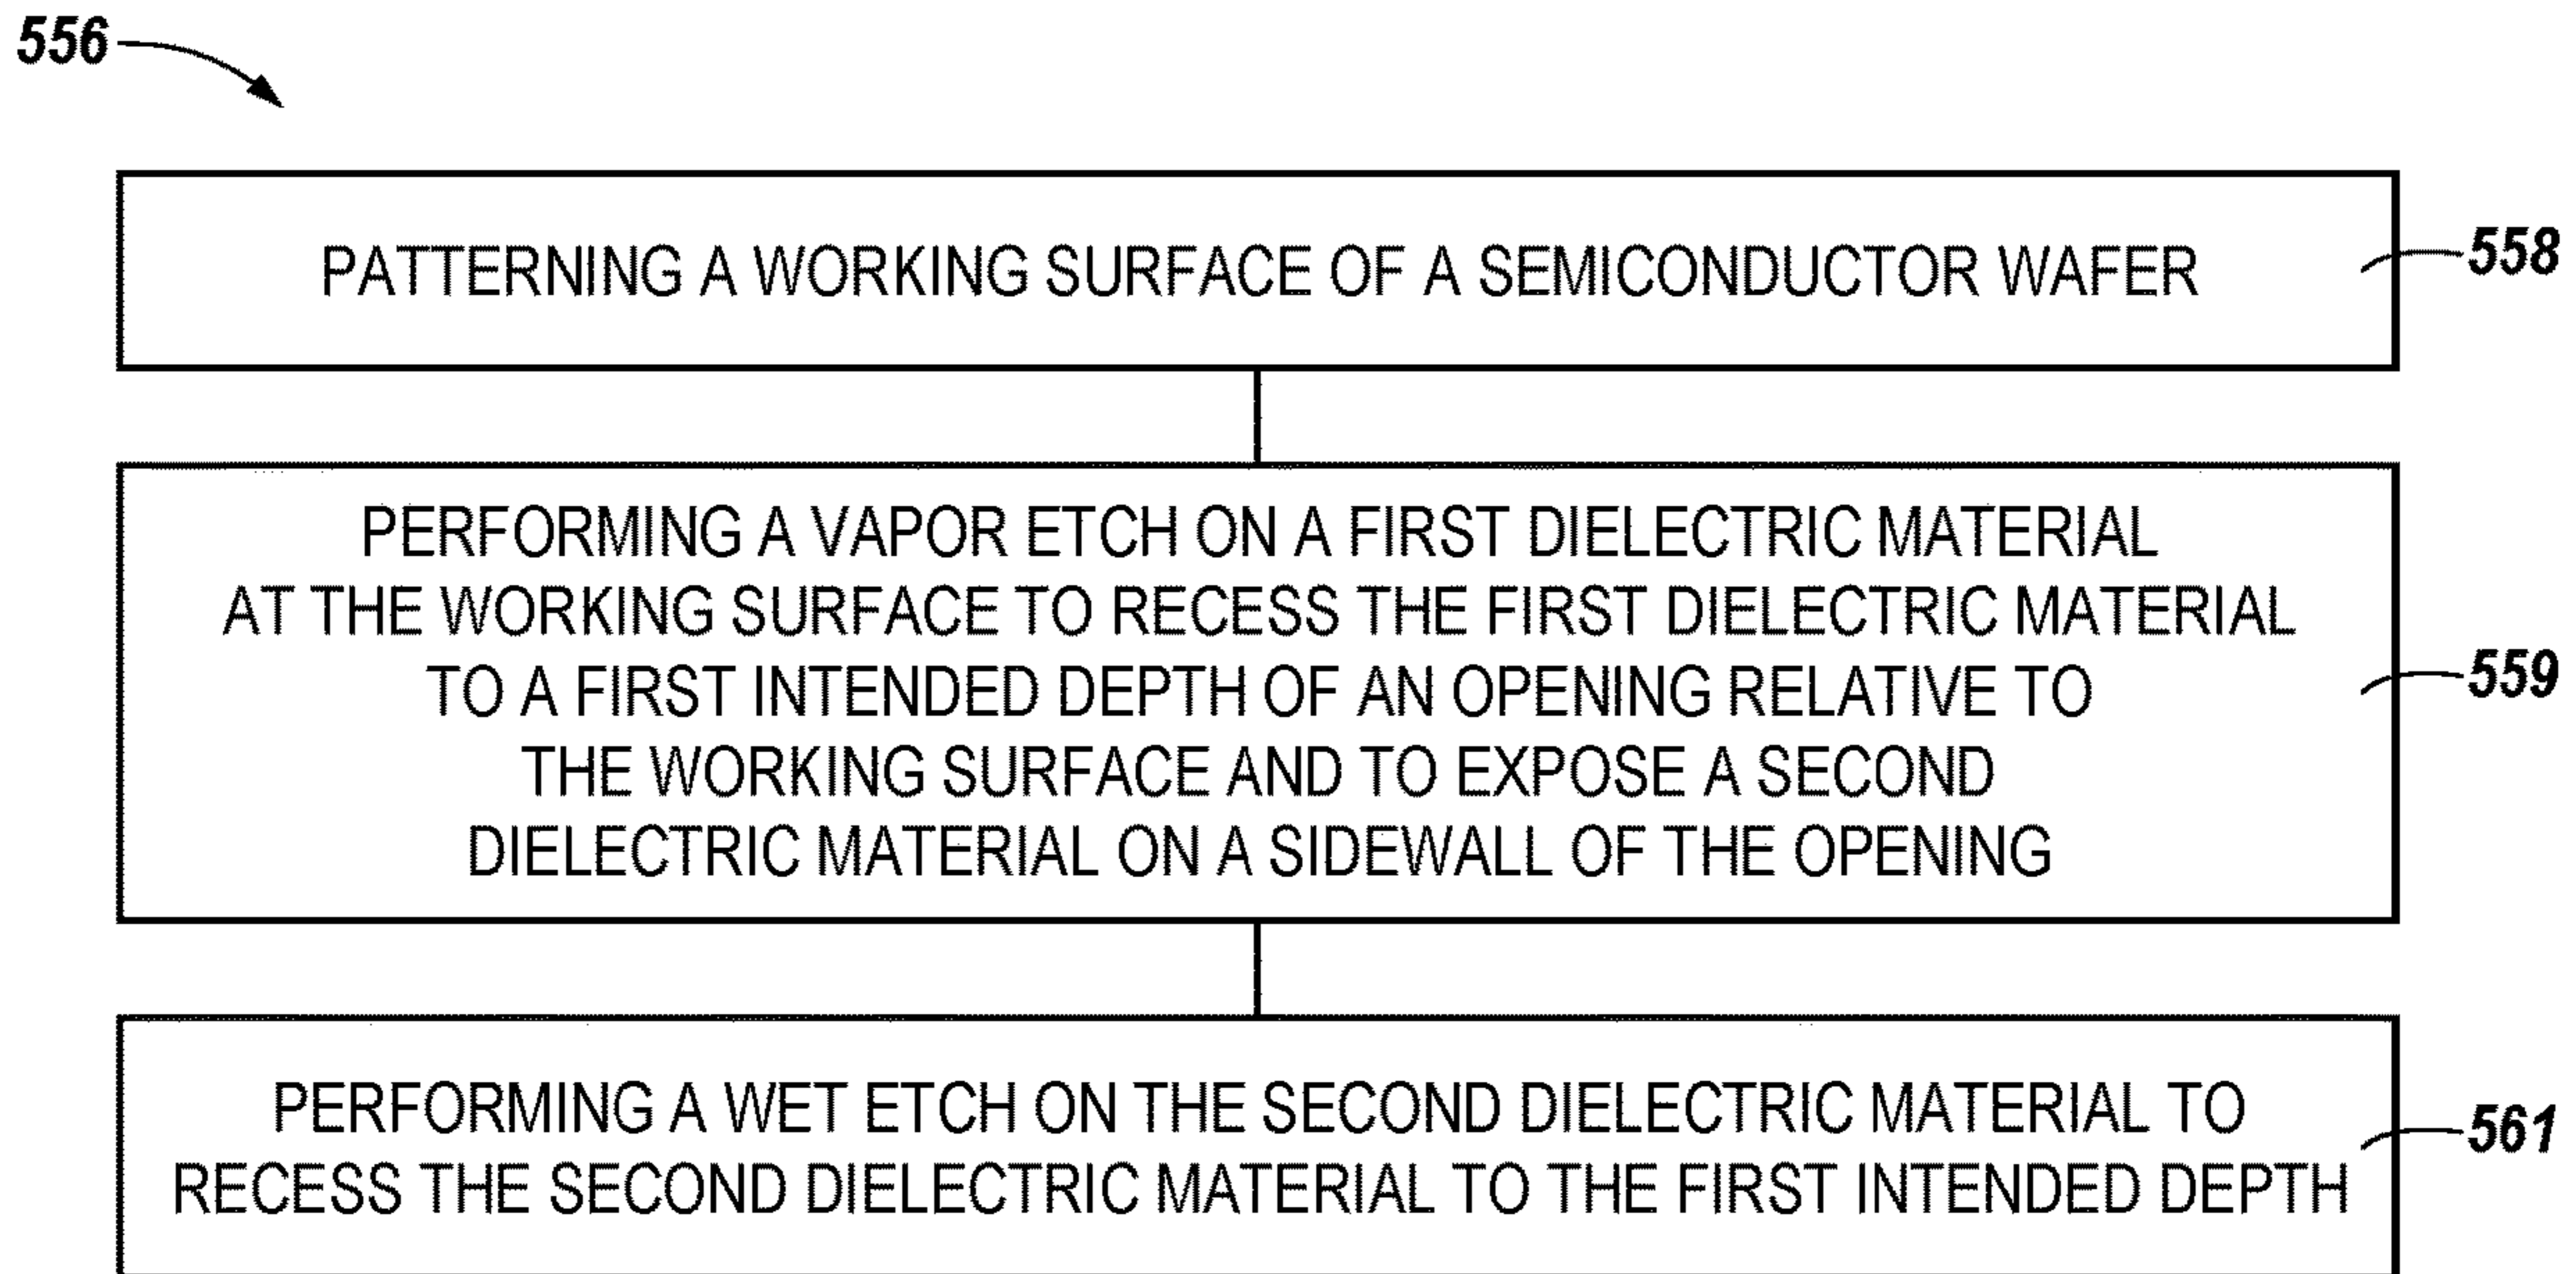 556
PATTERNING A WORKING SURFACE OF A SEMICONDUCTOR WAFER
558
PERFORMING A VAPOR ETCH ON A FIRST DIELECTRIC MATERIAL
AT THE WORKING SURFACE TO RECESS THE FIRST DIELECTRIC MATERIAL
TO A FIRST INTENDED DEPTH OF AN OPENING RELATIVE TO
THE WORKING SURFACE AND TO EXPOSE A SECOND
DIELECTRIC MATERIAL ON A SIDEWALL OF THE OPENING
559
PERFORMING A WET ETCH ON THE SECOND DIELECTRIC MATERIAL TO
RECESS THE SECOND DIELECTRIC MATERIAL TO THE FIRST INTENDED DEPTH
561